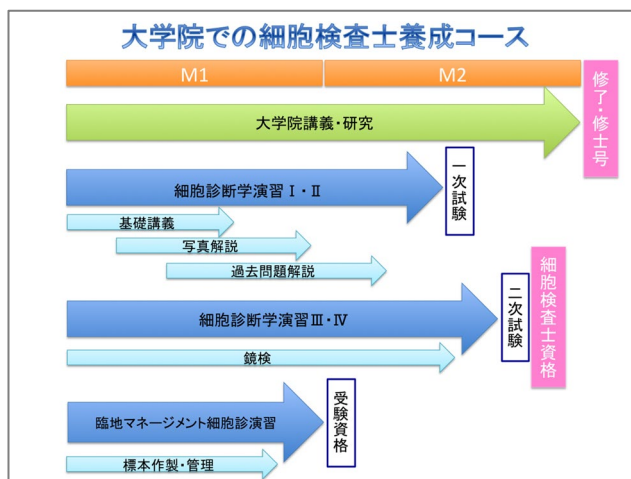 大学院での細胞検査士養成コース
M1
M2
修了・修士号
大学院講義・研究
細胞診断学演習Ⅰ・Ⅱ
一次試験
基礎講義
写真解説
過去問題解説
細胞診断学演習Ⅲ・Ⅳ
二次試験
細胞検査士資格
鏡検
臨地マネージメント細胞診演習
受験資格
標本作製・管理